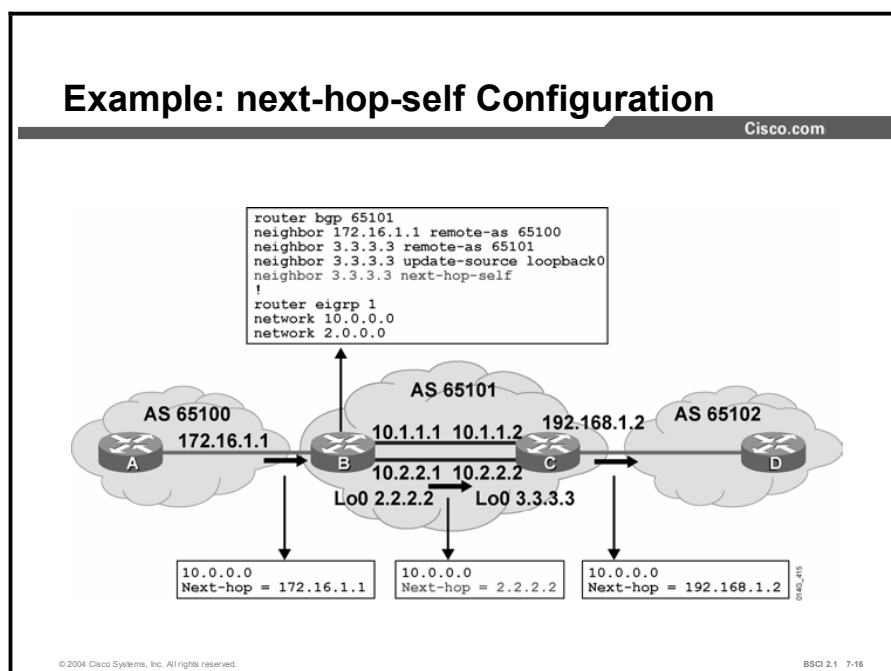 Example: next-hop-self Configuration
Cisco.com
router bgp 65101
neighbor 172.16.1.1 remote-as 65100
neighbor 3.3.3.3 remote-as 65101
neighbor 3.3.3.3 update-source loopback0
neighbor 3.3.3.3 next-hop-self
!
router eigrp 1
network 10.0.0.0
network 2.0.0.0
AS 65101
AS 65100
AS 65102
172.16.1.1
10.1.1.1 10.1.1.2
192.168.1.2
A
B
C
D
10.2.2.1 10.2.2.2
Lo0 2.2.2.2
Lo0 3.3.3.3
10.0.0.0
Next-hop = 172.16.1.1
10.0.0.0
Next-hop = 2.2.2.2
10.0.0.0
Next-hop = 192.168.1.2
014G_415
© 2004 Cisco Systems, Inc. All rights reserved.
BSCI 2.1 7-16